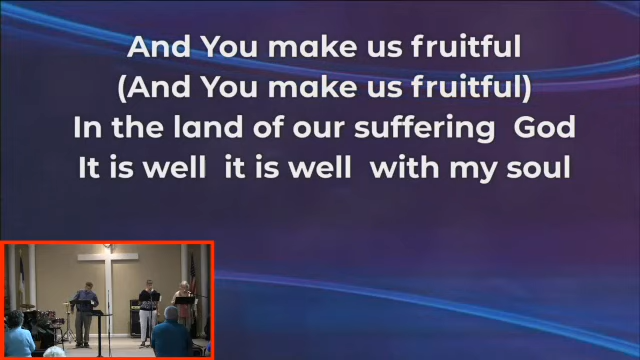 And You make us fruitful
(And You make us fruitful)
In the land of our suffering God
It is well it is well with my soul